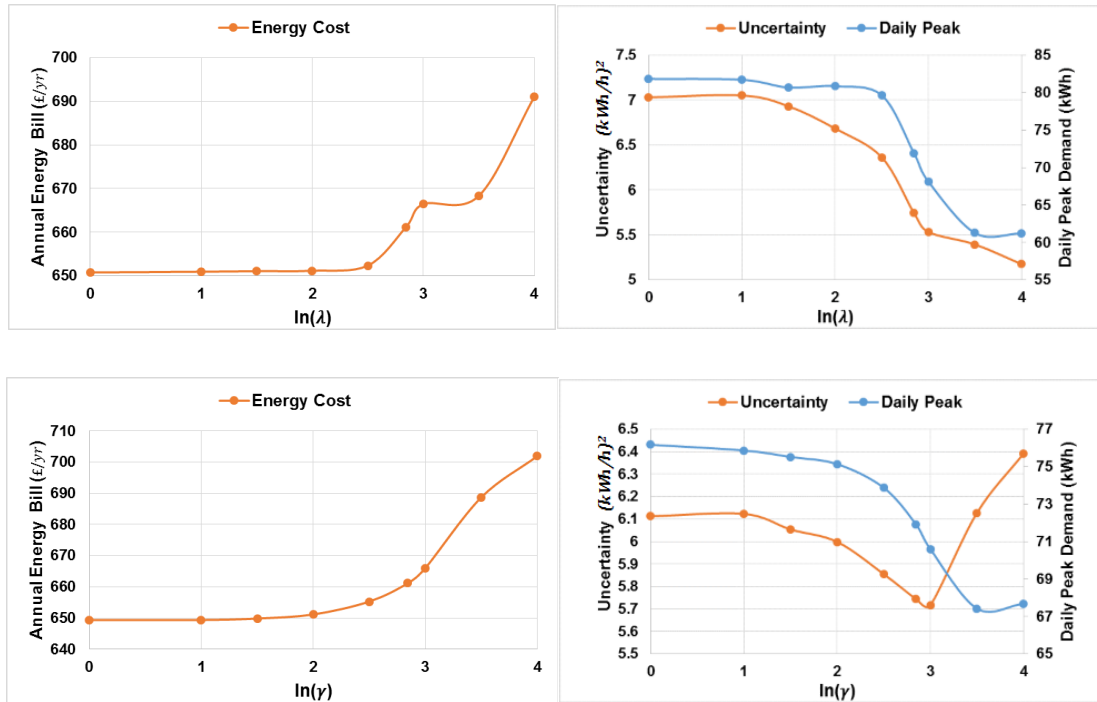 Energy Cost
Annual Energy Bill (£/yr)
700
690
680
670
660
650
0 1 2 3 4
ln(λ)
Uncertainty Daily Peak
Uncertainty (kWh/h)²
7.5
7
6.5
6
5.5
5
85
80
75
70
65
60
55
Daily Peak Demand (kWh)
0 1 2 3 4
ln(λ)
Energy Cost
Annual Energy Bill (£/yr)
710
700
690
680
670
660
650
640
0 1 2 3 4
ln(γ)
Uncertainty Daily Peak
Uncertainty (kWh/h)²
6.5
6.4
6.3
6.2
6.1
6
5.9
5.8
5.7
5.6
5.5
77
75
73
71
69
67
65
Daily Peak Demand (kWh)
0 1 2 3 4
ln(γ)